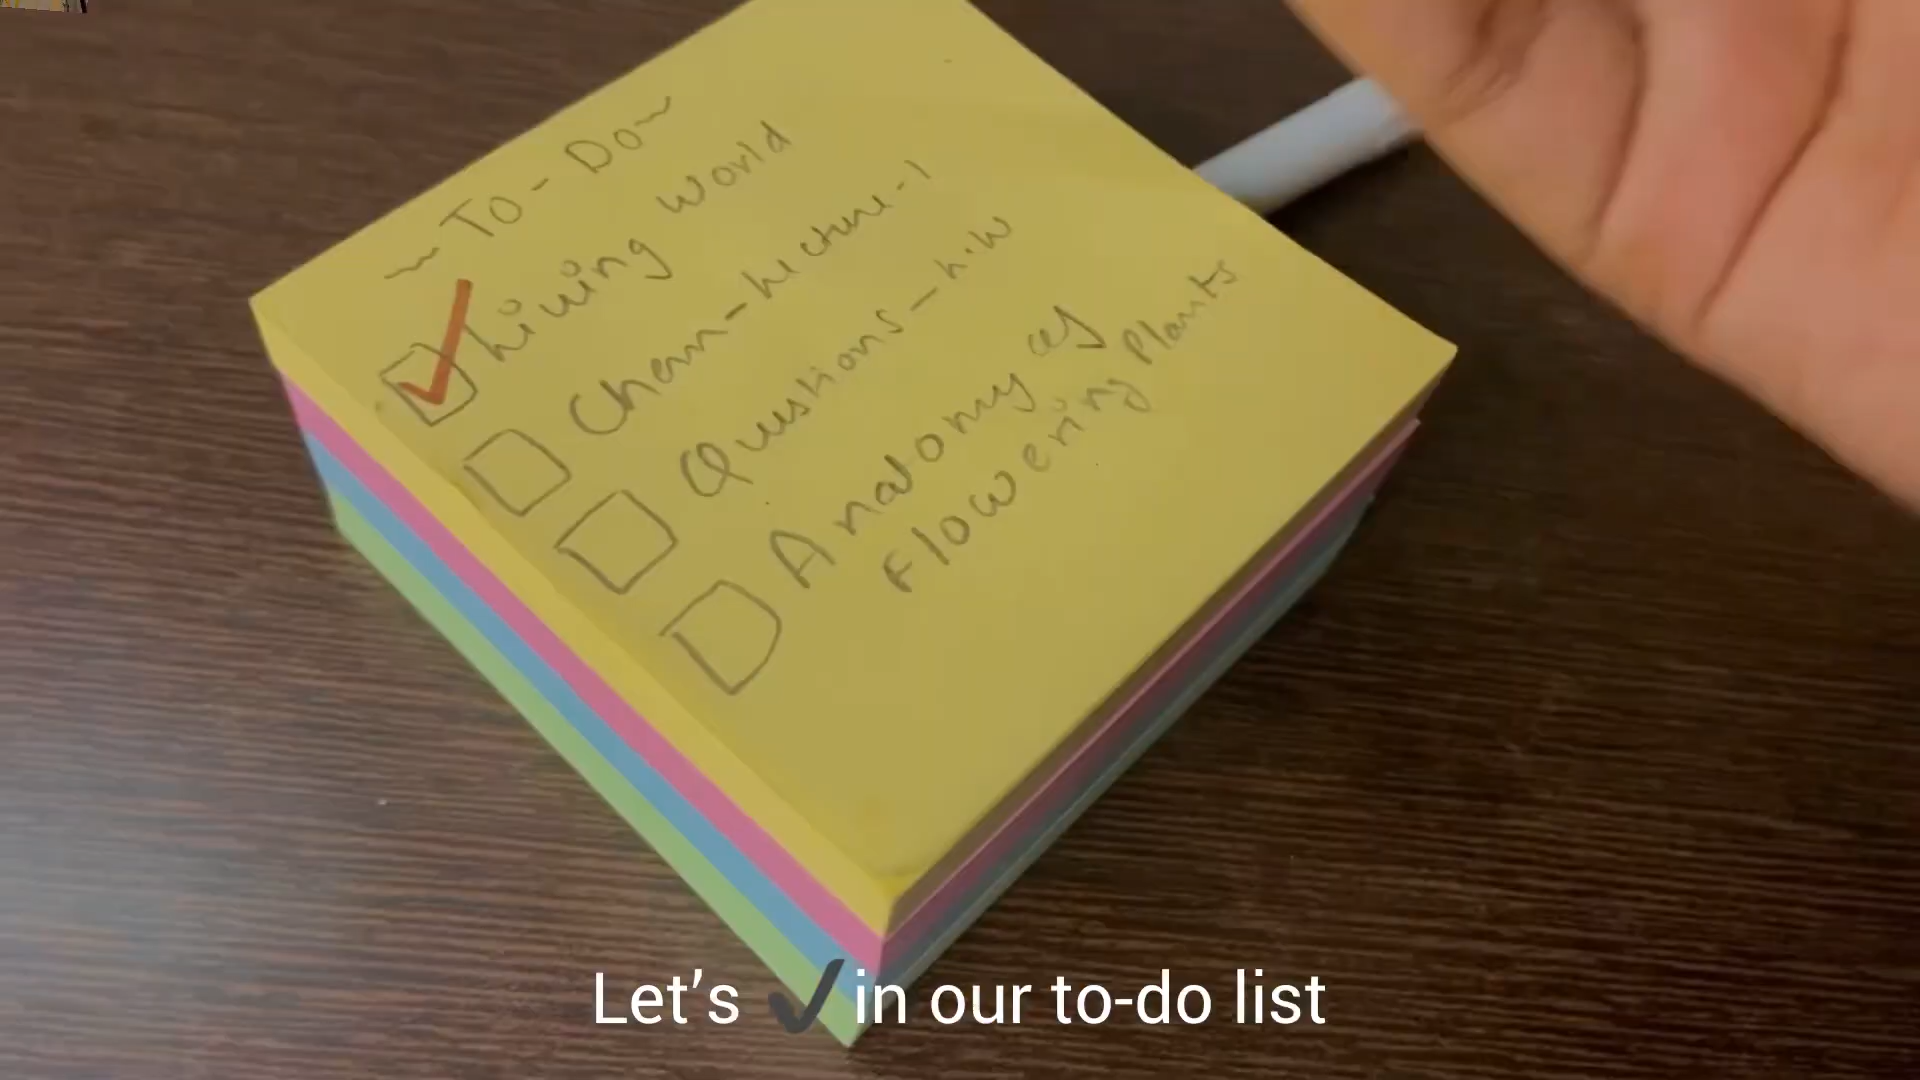 ~ To - Do ~
Living World
Chem - Lecture - 1
Questions - h.w
Anatomy of
Flowering Plants
Let's ✔ in our to-do list